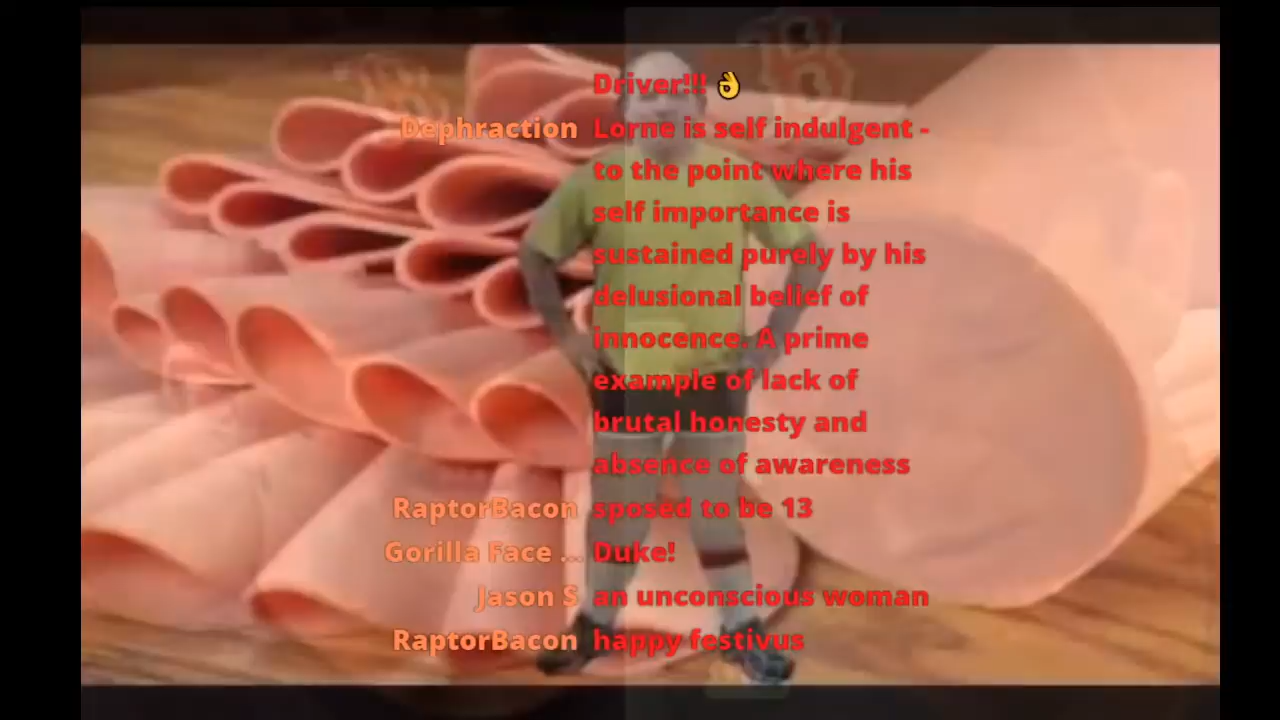 Driver!!! 👌
Dephraction Lorne is self indulgent -
to the point where his
self importance is
sustained purely by his
delusional belief of
innocence. A prime
example of lack of
brutal honesty and
absence of awareness
RaptorBacon sposed to be 13
Gorilla Face ... Duke!
Jason S an unconscious woman
RaptorBacon happy festivus